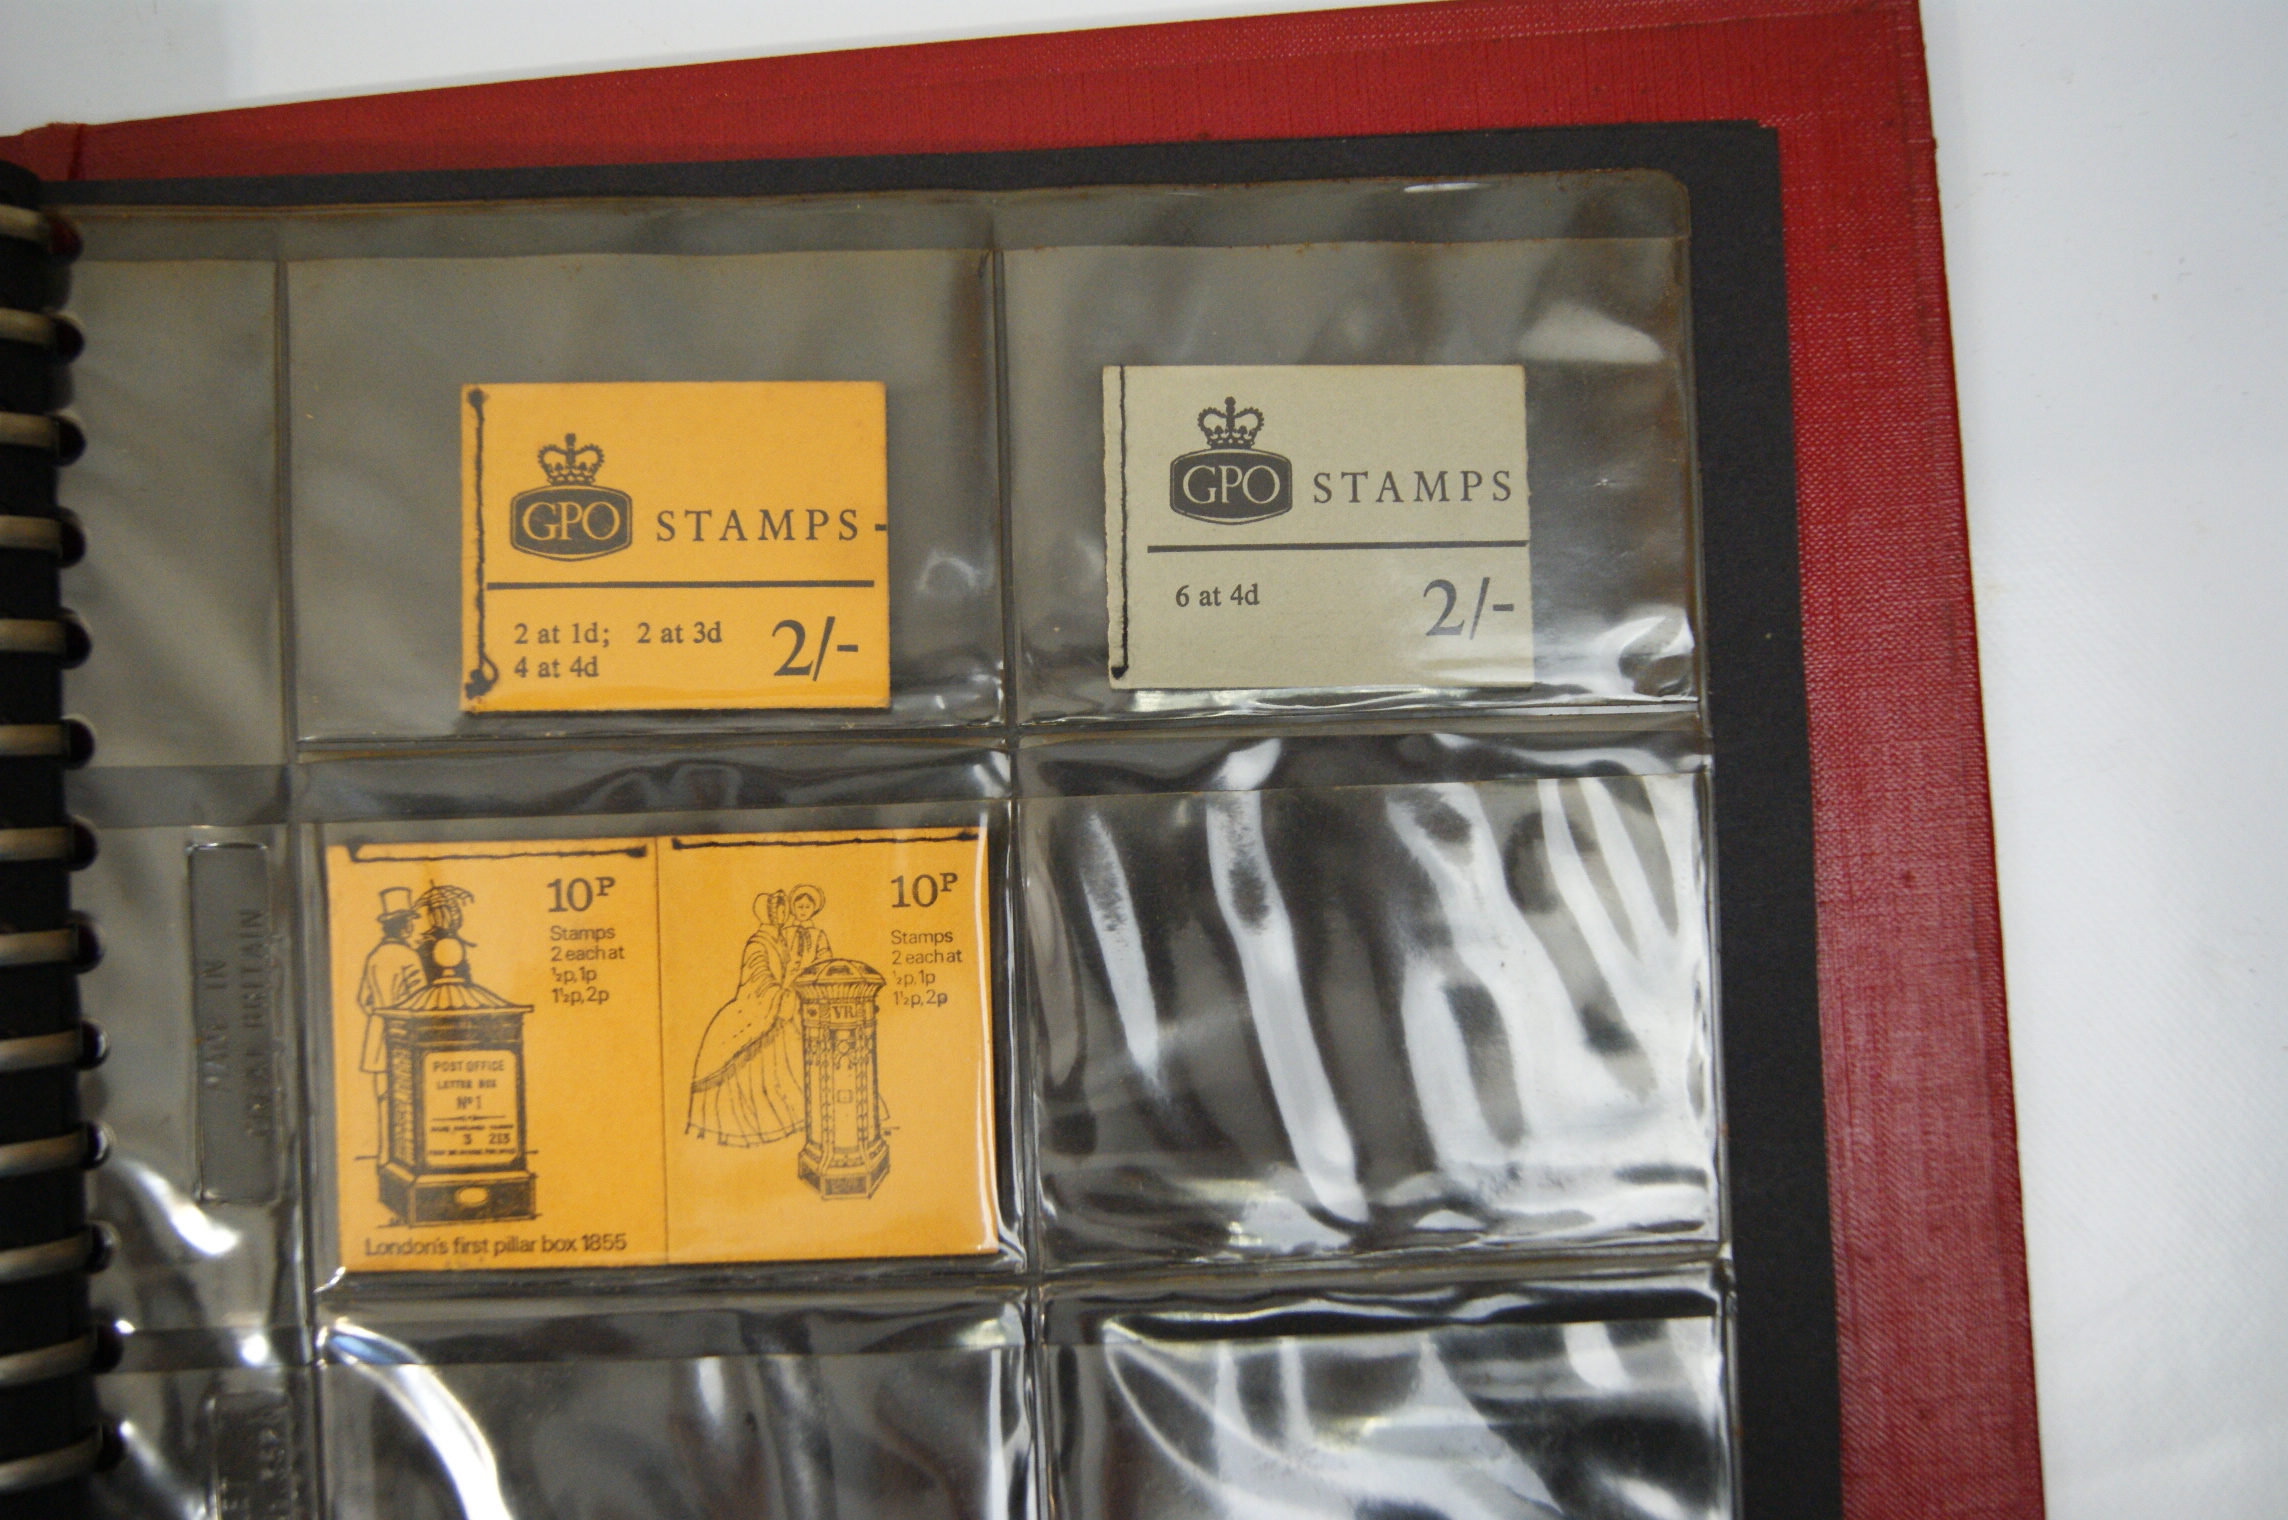 GPO STAMPS -
2 at 1d; 2 at 3d
4 at 4d
2/-
GPO STAMPS
6 at 4d
2/-
10P
Stamps
2 each at
½p, 1p
1½p, 2p
POST OFFICE
LETTER BOX
Nº 1
3 213
London's first pillar box 1855
10P
Stamps
2 each at
½p, 1p
1½p, 2p
VR
MADE IN
GREAT BRITAIN